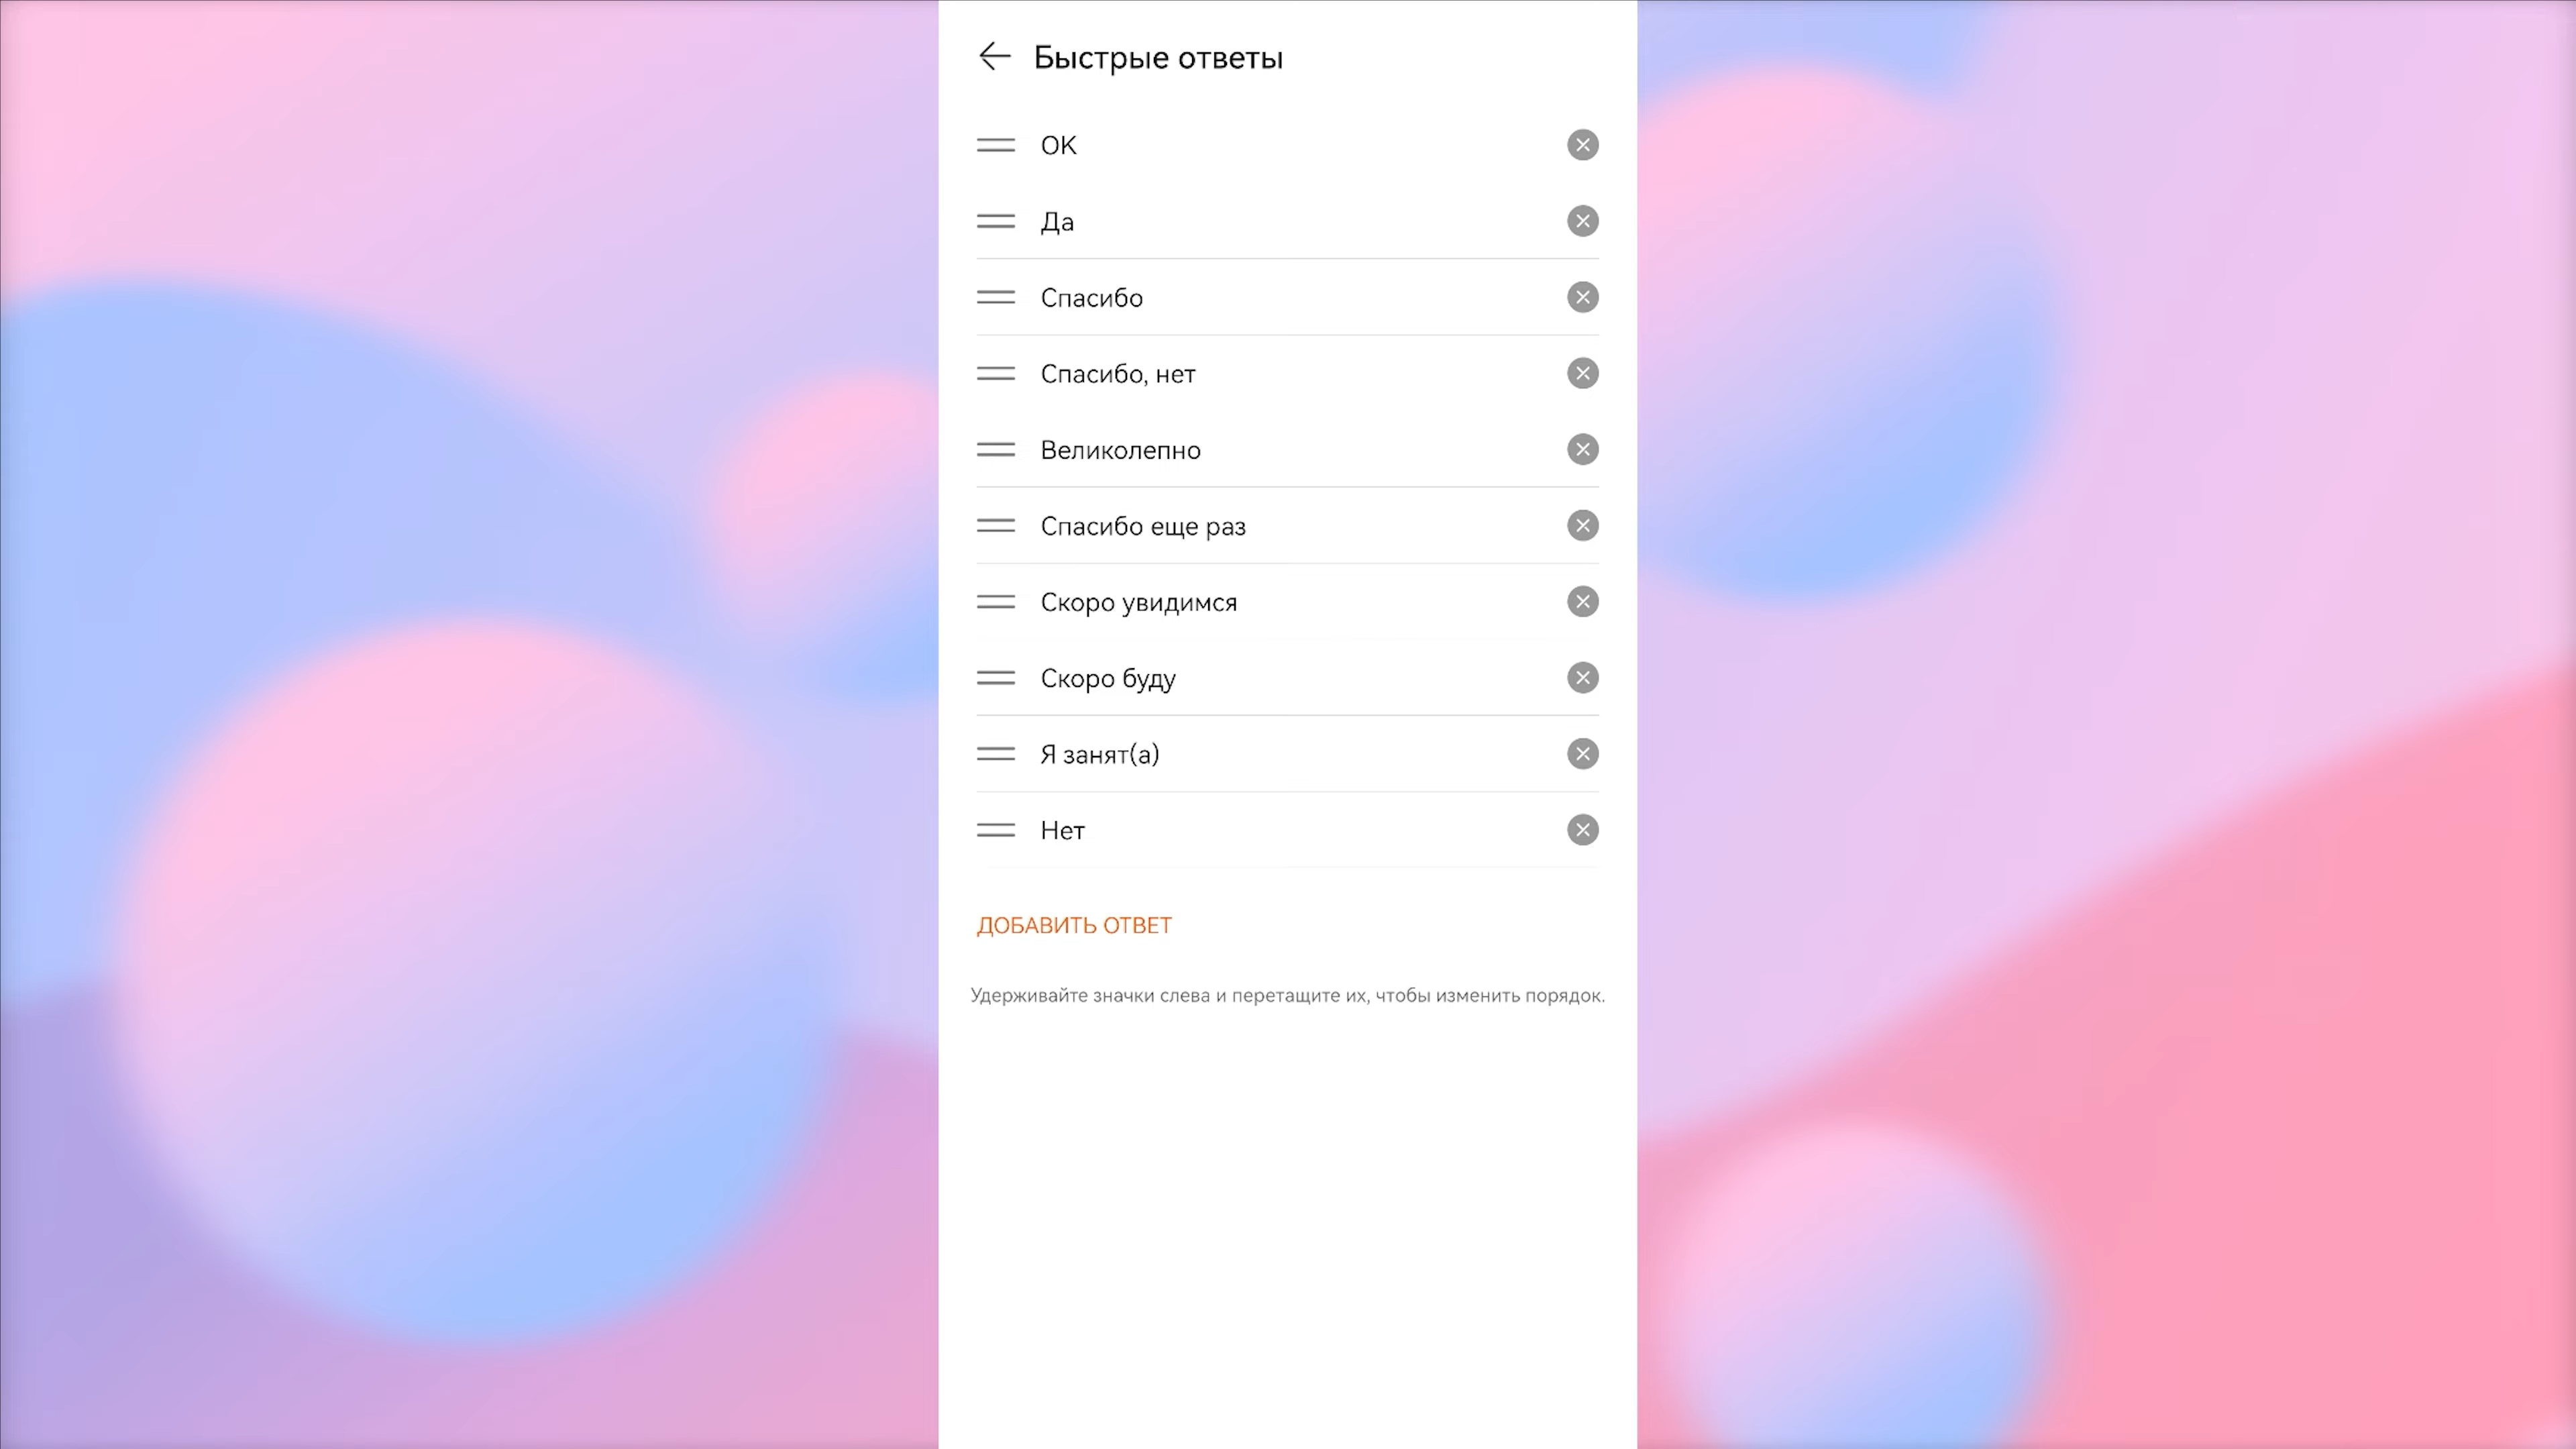 Быстрые ответы
OK
Да
Спасибо
Спасибо, нет
Великолепно
Спасибо еще раз
Скоро увидимся
Скоро буду
Я занят(а)
Нет
ДОБАВИТЬ ОТВЕТ
Удерживайте значки слева и перетащите их, чтобы изменить порядок.